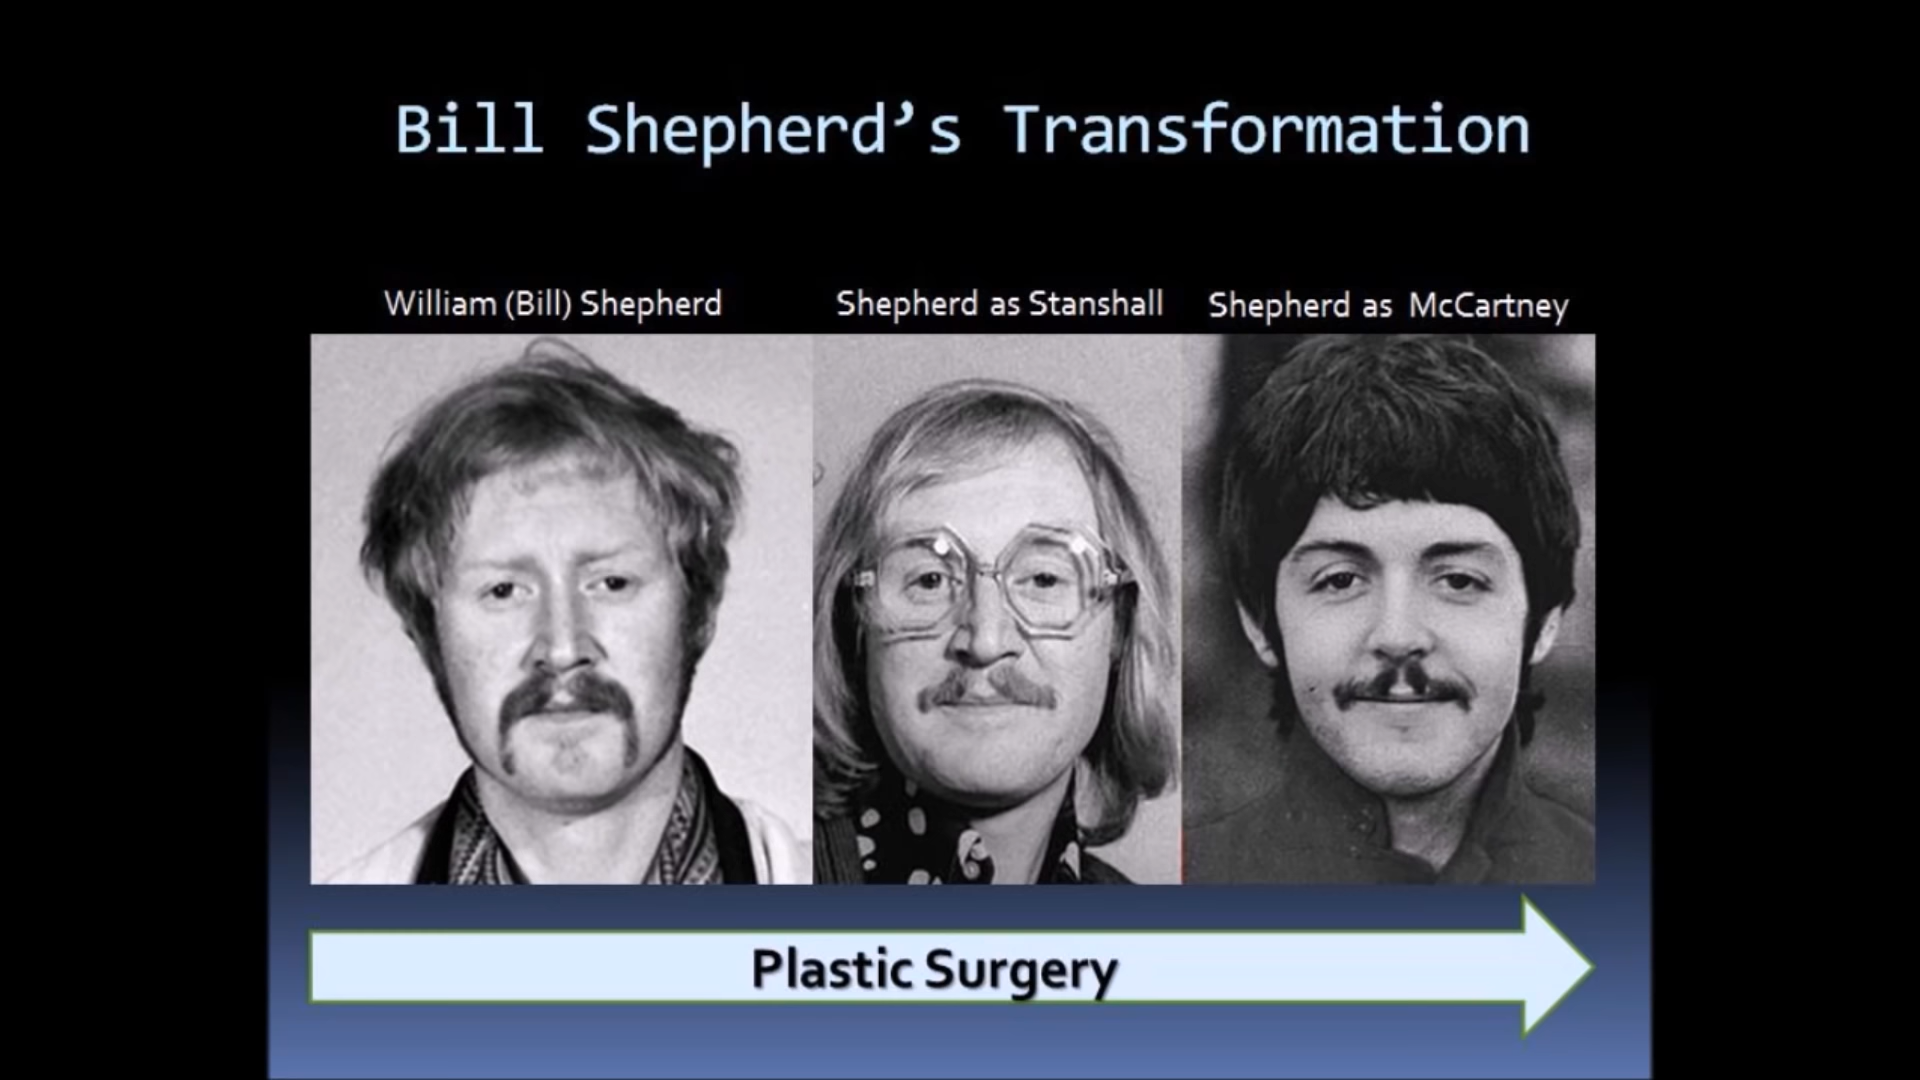 Bill Shepherd’s Transformation
William (Bill) Shepherd
Shepherd as Stanshall
Shepherd as McCartney
Plastic Surgery